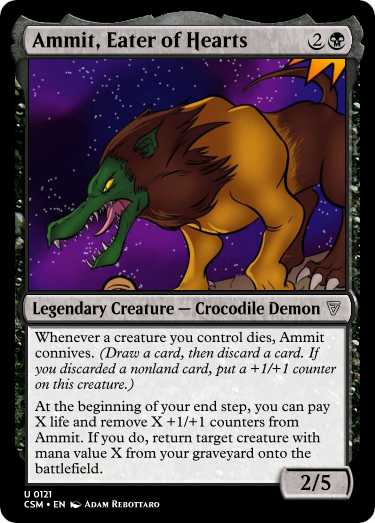 Ammit, Eater of Hearts 2
Legendary Creature — Crocodile Demon
Whenever a creature you control dies, Ammit
connives. (Draw a card, then discard a card. If
you discarded a nonland card, put a +1/+1 counter
on this creature.)
At the beginning of your end step, you can pay
X life and remove X +1/+1 counters from
Ammit. If you do, return target creature with
mana value X from your graveyard onto the
battlefield.
2/5
U 0121
CSM • EN Adam Rebottaro